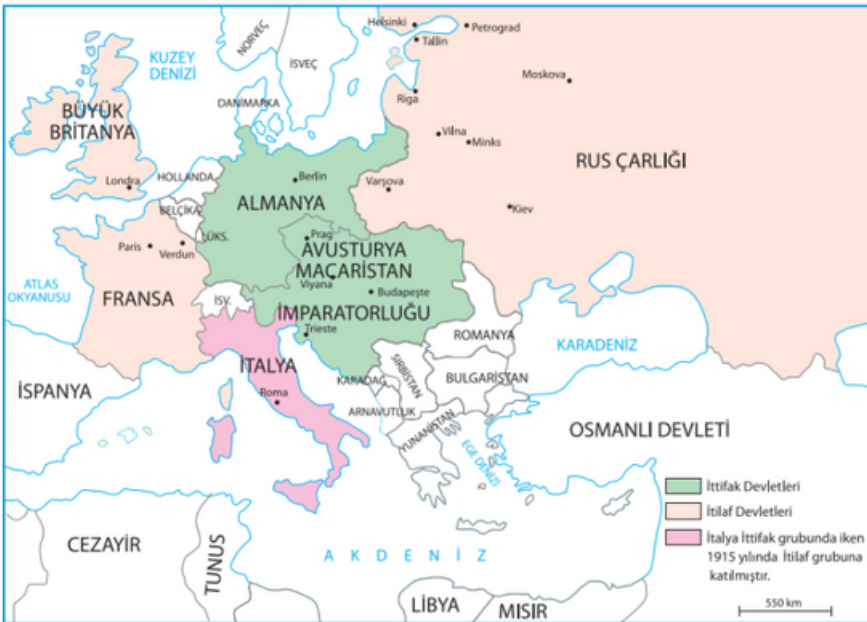 Helsinki
Petrograd
Tallin
NORVEÇ
İSVEÇ
KUZEY
DENİZİ
Moskova
Riga
DANİMARKA
BÜYÜK
BRİTANYA
Vilna
Minks
RUS ÇARLIĞI
HOLLANDA
Berlin
Londra
Varşova
ALMANYA
BELÇİKA
Kiev
LÜKS.
Prag
Paris
Verdun
AVUSTURYA
MAÇARİSTAN
Viyana
Budapeşte
ATLAS
OKYANUSU
FRANSA
İSV.
İMPARATORLUĞU
Trieste
ROMANYA
KARADENİZ
İTALYA
SIRBİSTAN
BULGARİSTAN
KARADAĞ
İSPANYA
Roma
ARNAVUTLUK
YUNANİSTAN
EGE DENİZİ
OSMANLI DEVLETİ
İttifak Devletleri
İtilaf Devletleri
İtalya İttifak grubunda iken
1915 yılında İtilaf grubuna
katılmıştır.
CEZAYİR
TUNUS
AKDENİZ
LİBYA
MISIR
550 km